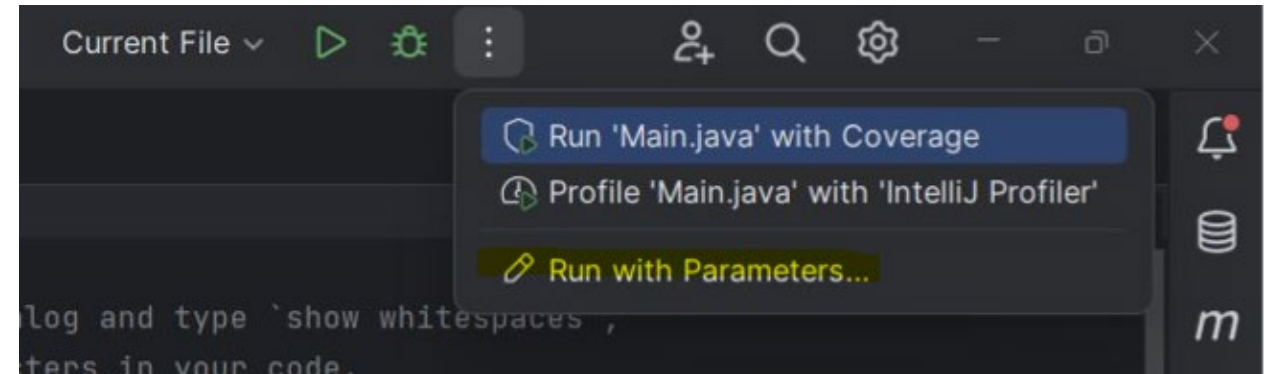 Current File
Run 'Main.java' with Coverage
Profile 'Main.java' with 'IntelliJ Profiler'
Run with Parameters...
log and type `show whitespaces`,
ters in your code.
m